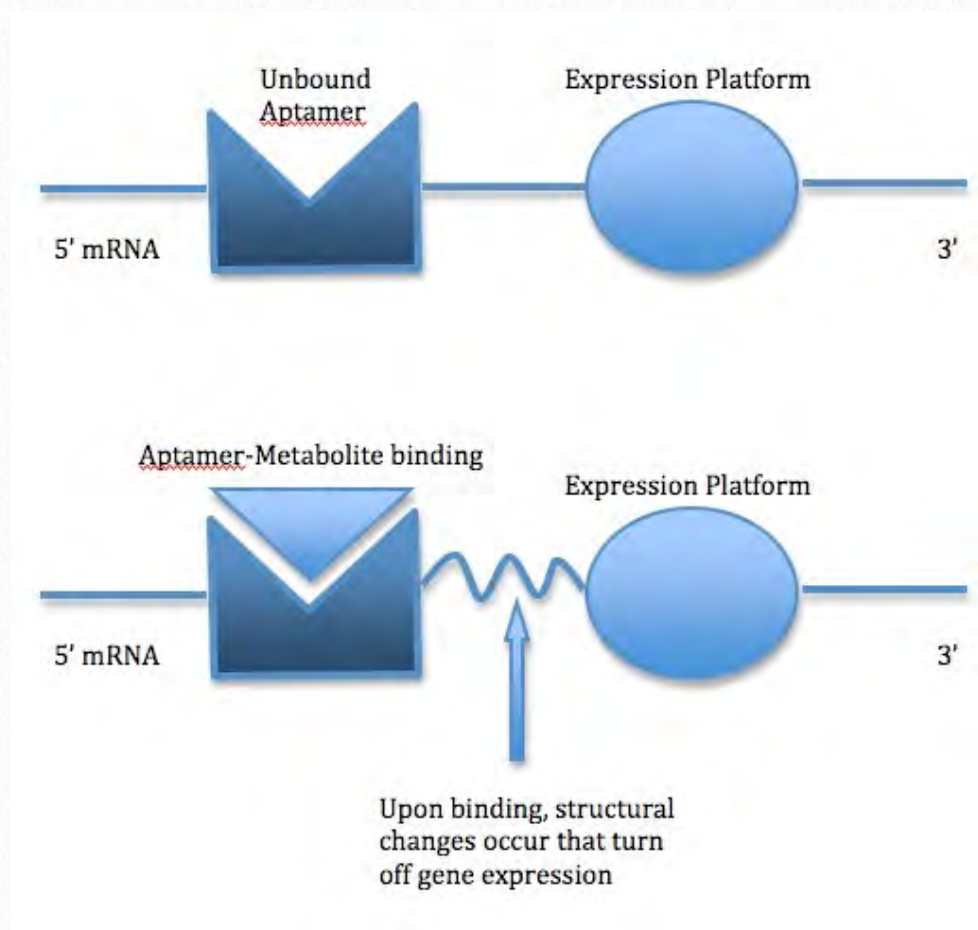 Unbound
Aptamer
Expression Platform
5' mRNA
3'
Aptamer-Metabolite binding
Expression Platform
5' mRNA
3'
Upon binding, structural
changes occur that turn
off gene expression